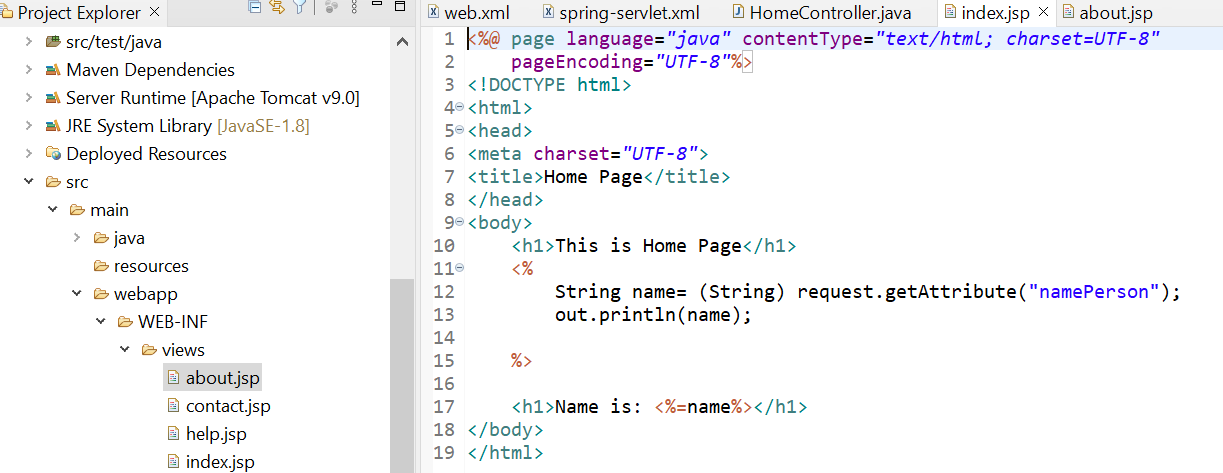 Project Explorer
src/test/java
Maven Dependencies
Server Runtime [Apache Tomcat v9.0]
JRE System Library [JavaSE-1.8]
Deployed Resources
src
main
java
resources
webapp
WEB-INF
views
about.jsp
contact.jsp
help.jsp
index.jsp
web.xml spring-servlet.xml HomeController.java index.jsp about.jsp
1 <%@ page language="java" contentType="text/html; charset=UTF-8"
2 pageEncoding="UTF-8"%>
3 <!DOCTYPE html>
4 <html>
5 <head>
6 <meta charset="UTF-8">
7 <title>Home Page</title>
8 </head>
9 <body>
10 <h1>This is Home Page</h1>
11 <%
12 String name= (String) request.getAttribute("namePerson");
13 out.println(name);
14
15 %>
16
17 <h1>Name is: <%=name%></h1>
18 </body>
19 </html>